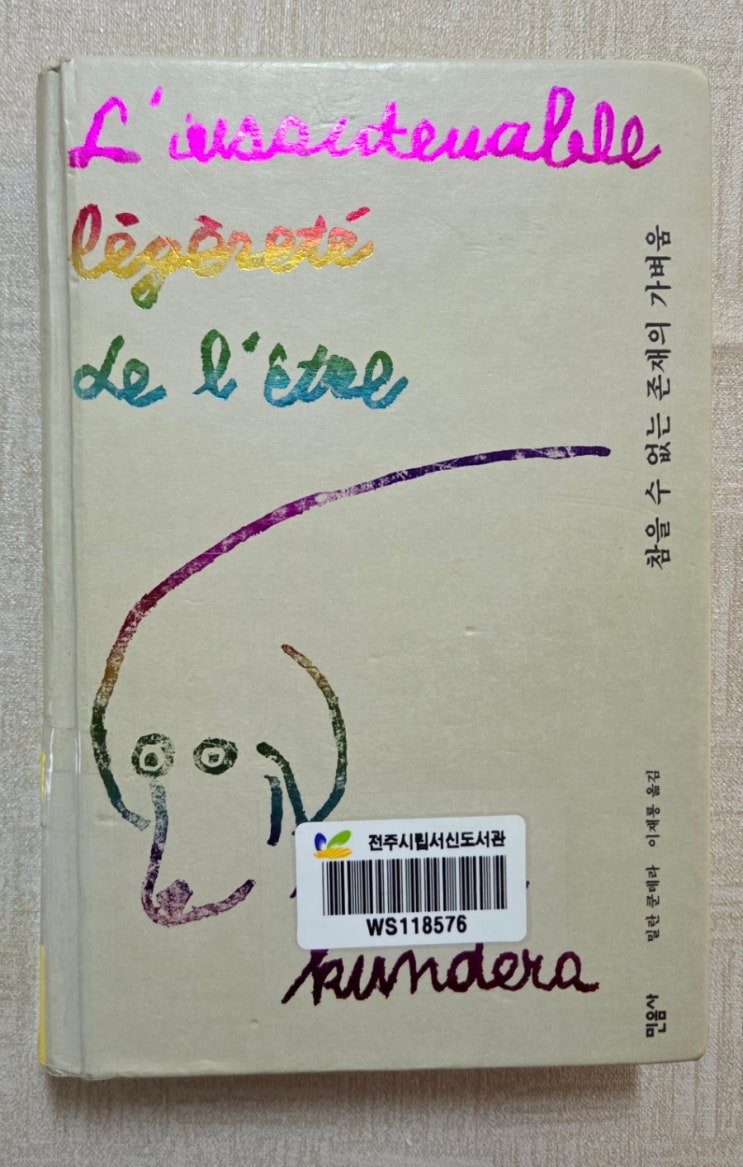 L'insoutenable
légèreté
de l'être
참을 수 없는 존재의 가벼움
밀란 쿤데라 이재룡 옮김
민음사
전주시립서신도서관
WS118576
kundera